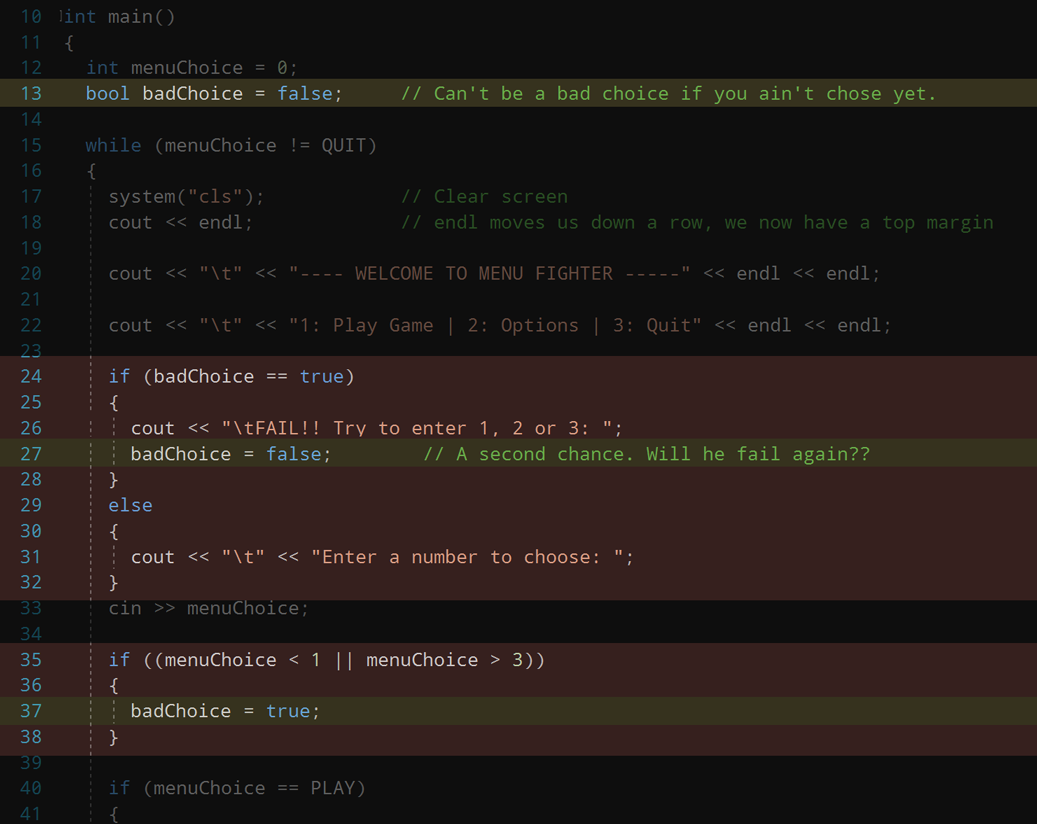 10 int main()
11 {
12 int menuChoice = 0;
13 bool badChoice = false; // Can't be a bad choice if you ain't chose yet.
14
15 while (menuChoice != QUIT)
16 {
17 system("cls"); // Clear screen
18 cout << endl; // endl moves us down a row, we now have a top margin
19
20 cout << "\t" << "---- WELCOME TO MENU FIGHTER -----" << endl << endl;
21
22 cout << "\t" << "1: Play Game | 2: Options | 3: Quit" << endl << endl;
23
24 if (badChoice == true)
25 {
26 cout << "\tFAIL!! Try to enter 1, 2 or 3: ";
27 badChoice = false; // A second chance. Will he fail again??
28 }
29 else
30 {
31 cout << "\t" << "Enter a number to choose: ";
32 }
33 cin >> menuChoice;
34
35 if ((menuChoice < 1 || menuChoice > 3))
36 {
37 badChoice = true;
38 }
39
40 if (menuChoice == PLAY)
41 {